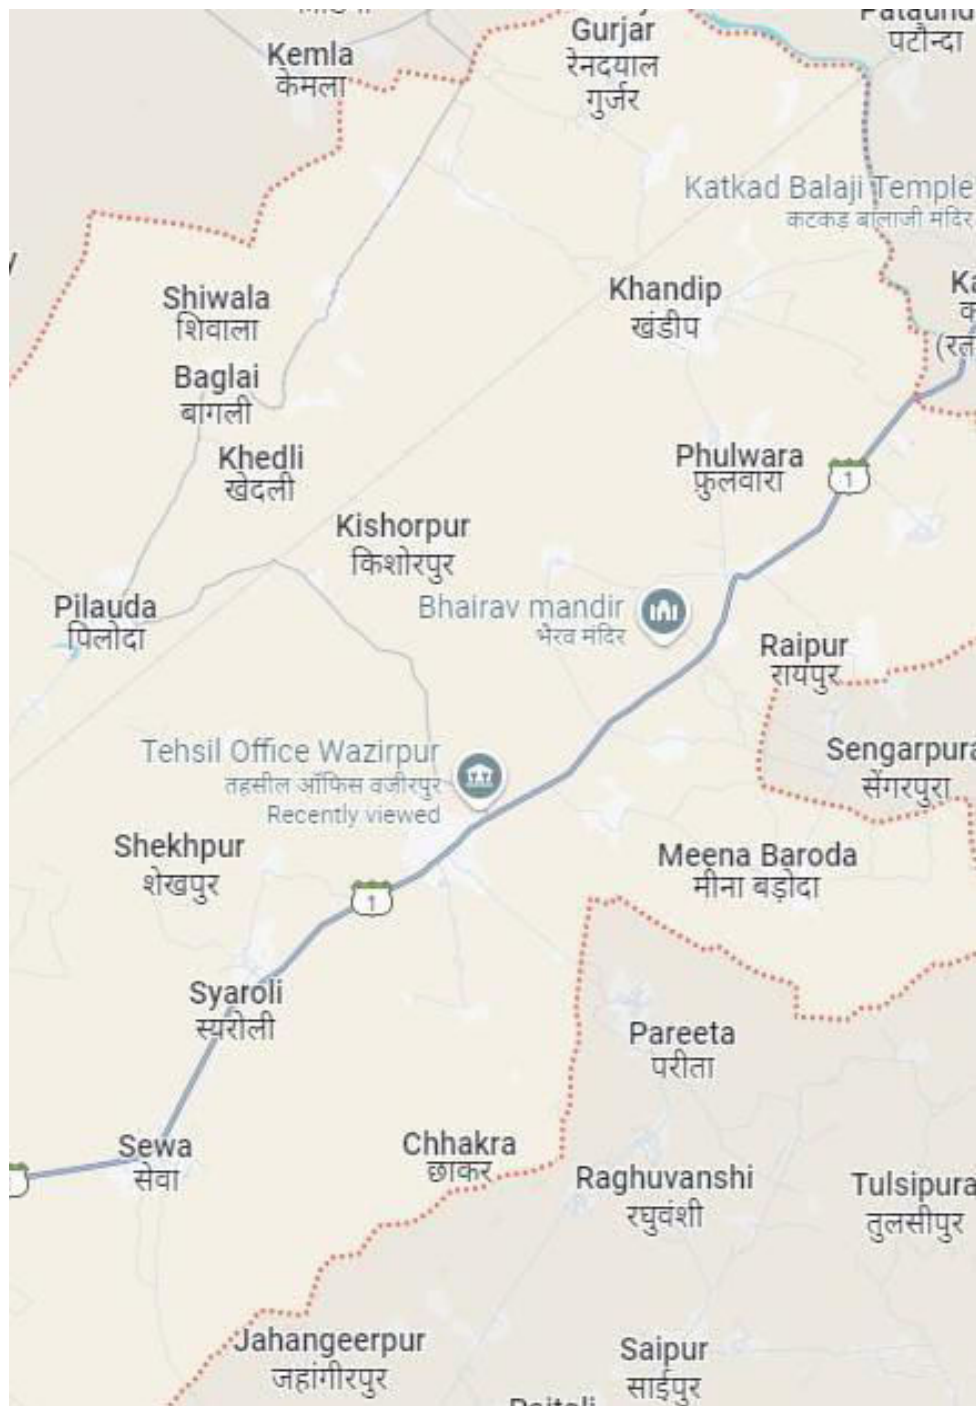 Kemla
केमला
Gurjar
रेनदयाल
गुर्जर
पटौन्दा
Katkad Balaji Temple
कटकड़ बालाजी मंदिर
Shiwala
शिवाला
Khandip
खंडीप
Baglai
बागली
Khedli
खेदली
Phulwara
फुलवारा
1
Kishorpur
किशोरपुर
Pilauda
पिलोदा
Bhairav mandir
भैरव मंदिर
Raipur
रायपुर
Tehsil Office Wazirpur
तहसील ऑफिस वजीरपुर
Recently viewed
Sengarpura
सेंगरपुरा
Shekhpur
शेखपुर
Meena Baroda
मीना बड़ोदा
1
Syaroli
स्यरोली
Pareeta
परीता
Sewa
सेवा
Chhakra
छाकर
Raghuvanshi
रघुवंशी
Tulsipura
तुलसीपुर
Jahangeerpur
जहांगीरपुर
Saipur
साईपुर